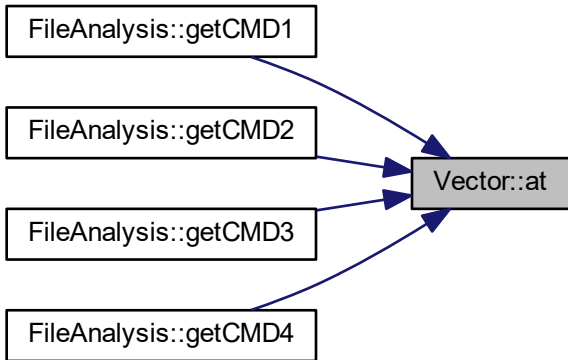 FileAnalysis::getCMD1
FileAnalysis::getCMD2
Vector::at
FileAnalysis::getCMD3
FileAnalysis::getCMD4